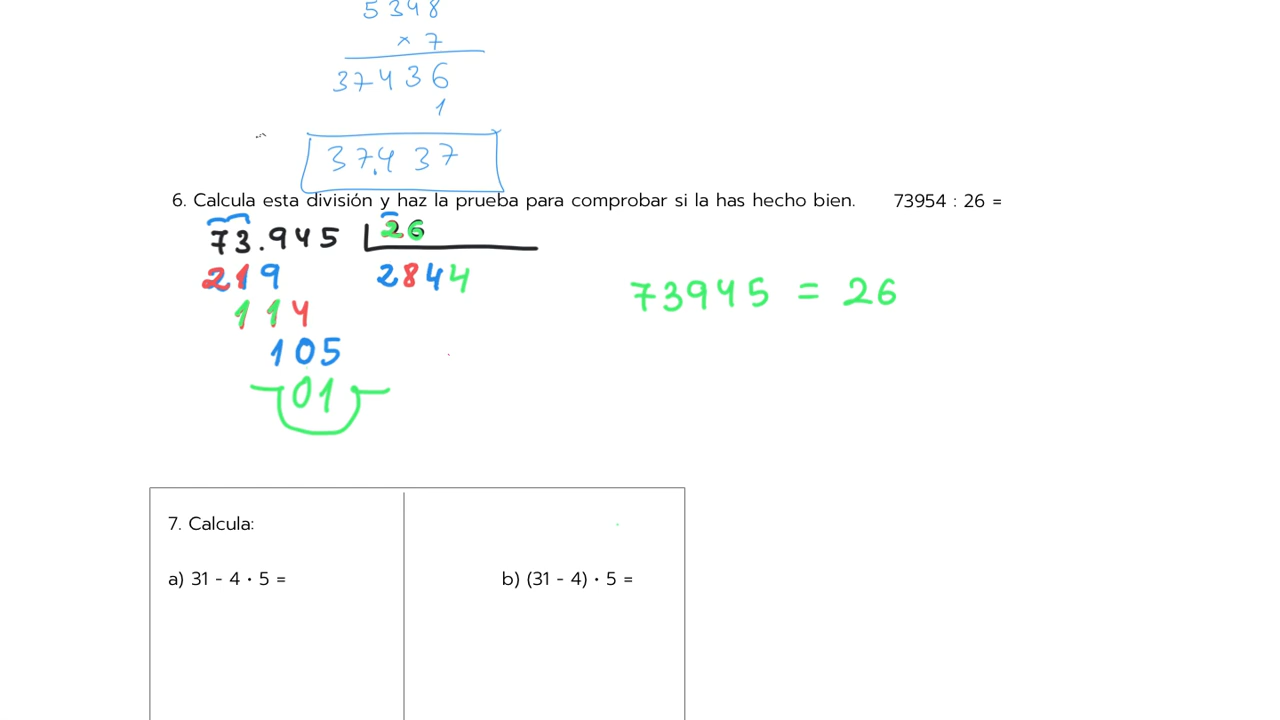 5348
× 7
37436
1
37.437
6. Calcula esta división y haz la prueba para comprobar si la has hecho bien. 73954 : 26 =
73.945 26
219 2844
114
105
01
73945 = 26
7. Calcula:
a) 31 - 4 · 5 =
b) (31 - 4) · 5 =